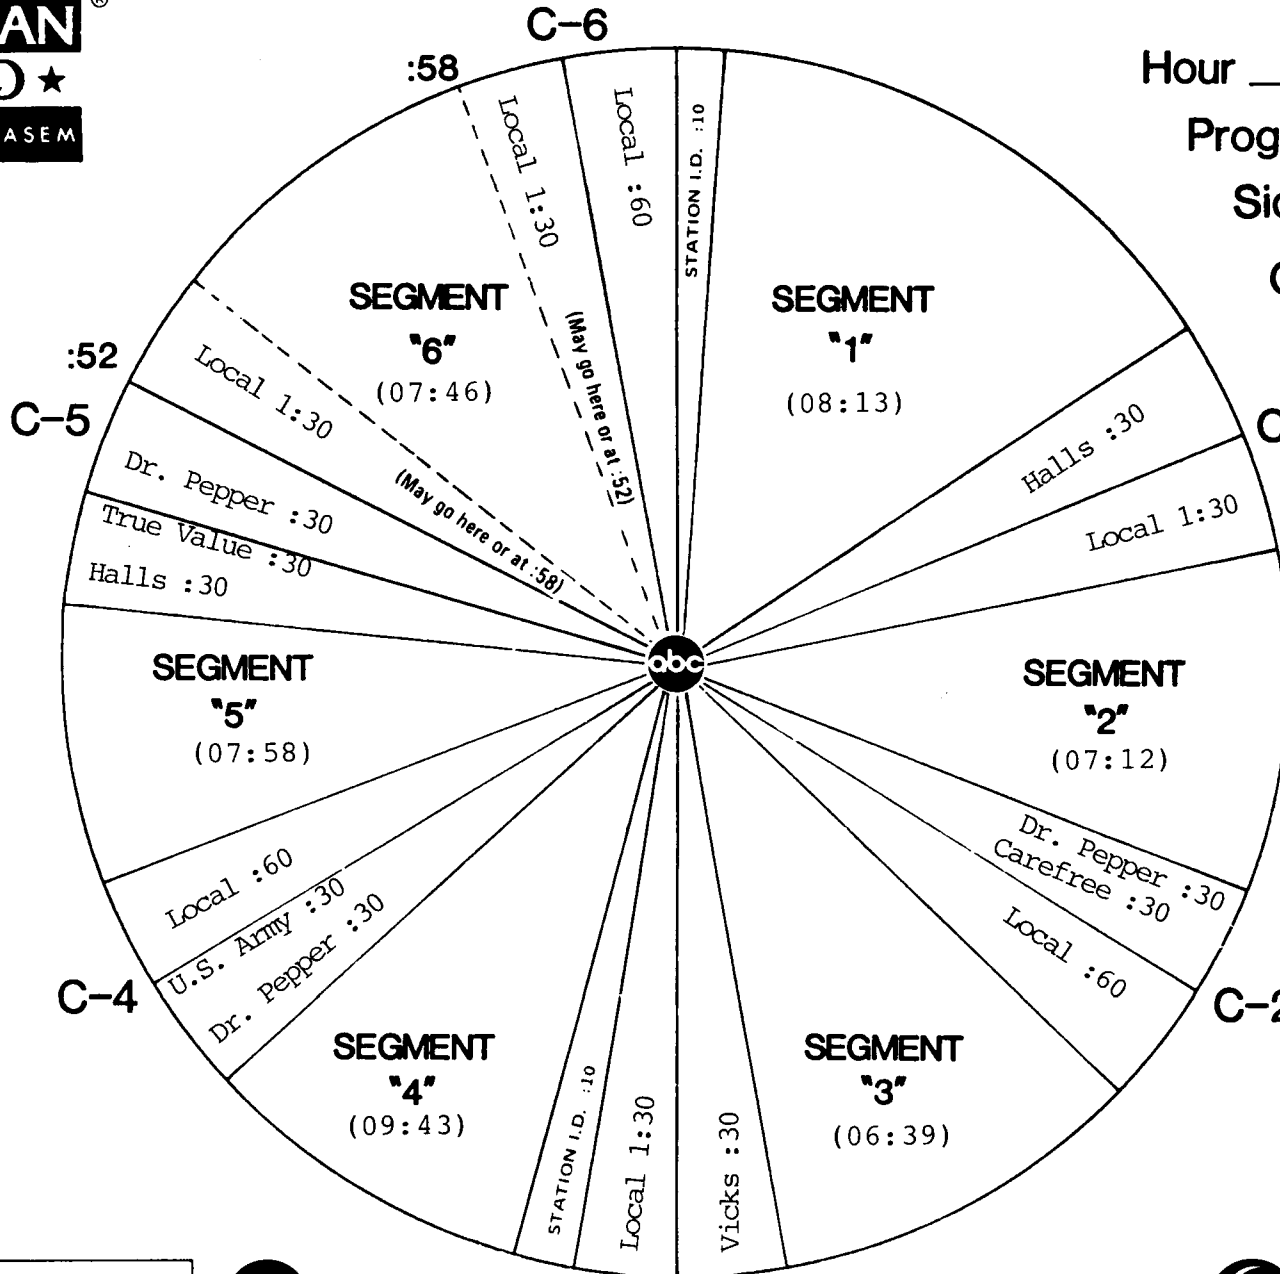 AN
®
ASEM
Hour
Prog
C-6
:58
Local 1:30
(May go here or at :52)
Local :60
STATION I.D. :10
SEGMENT
"1"
(08:13)
Halls :30
Local 1:30
SEGMENT
"2"
(07:12)
Dr. Pepper :30
Carefree :30
C-2
Local :60
SEGMENT
"3"
(06:39)
Vicks :30
Local 1:30
STATION I.D. :10
SEGMENT
"4"
(09:43)
Dr. Pepper :30
U.S. Army :30
C-4
Local :60
SEGMENT
"5"
(07:58)
Halls :30
True Value :30
Dr. Pepper :30
C-5
:52
Local 1:30
(May go here or at :58)
SEGMENT
"6"
(07:46)
abc